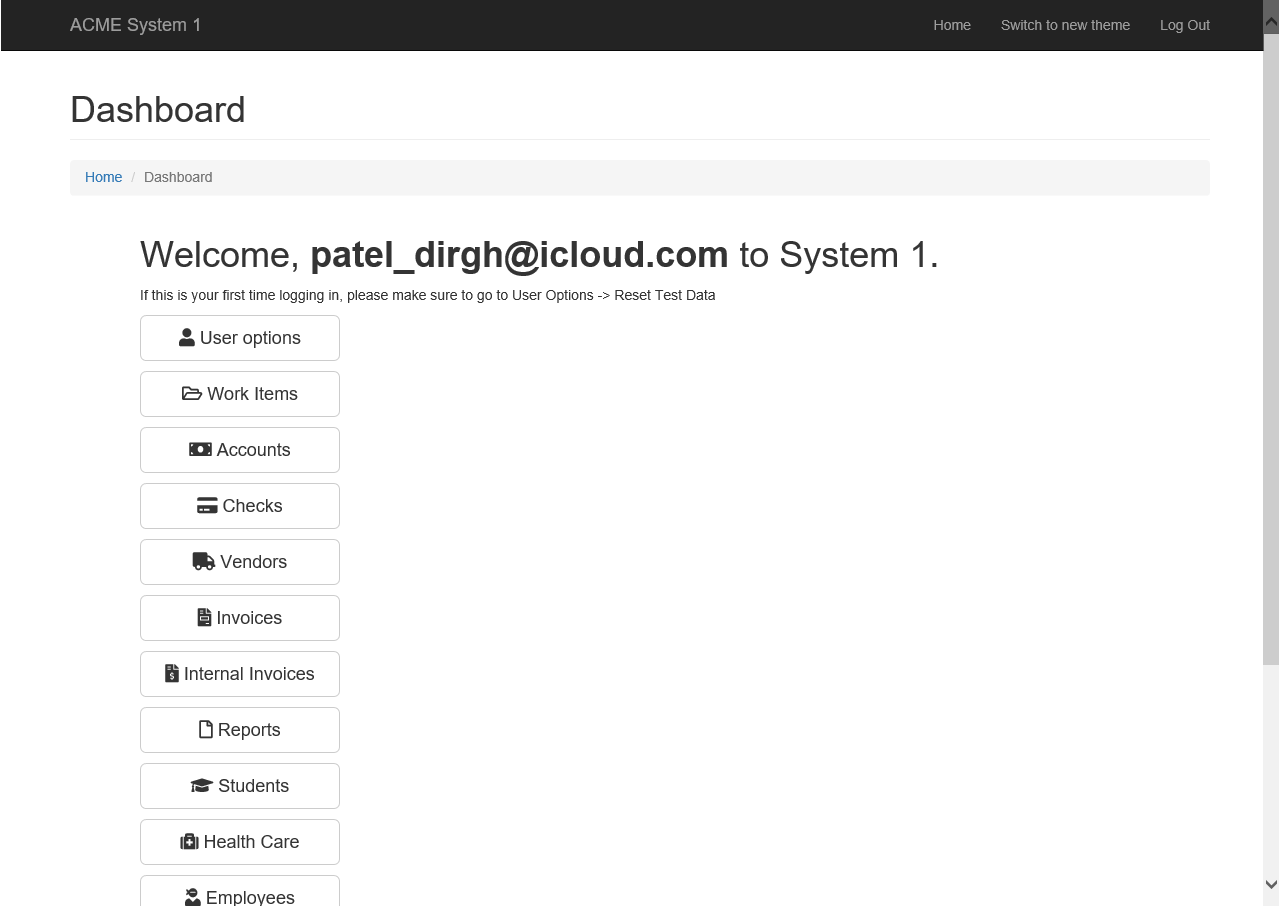 ACME System 1 Home Switch to new theme Log Out
Dashboard
Home / Dashboard
Welcome, patel_dirgh@icloud.com to System 1.
If this is your first time logging in, please make sure to go to User Options -> Reset Test Data
User options
Work Items
Accounts
Checks
Vendors
Invoices
Internal Invoices
Reports
Students
Health Care
Employees